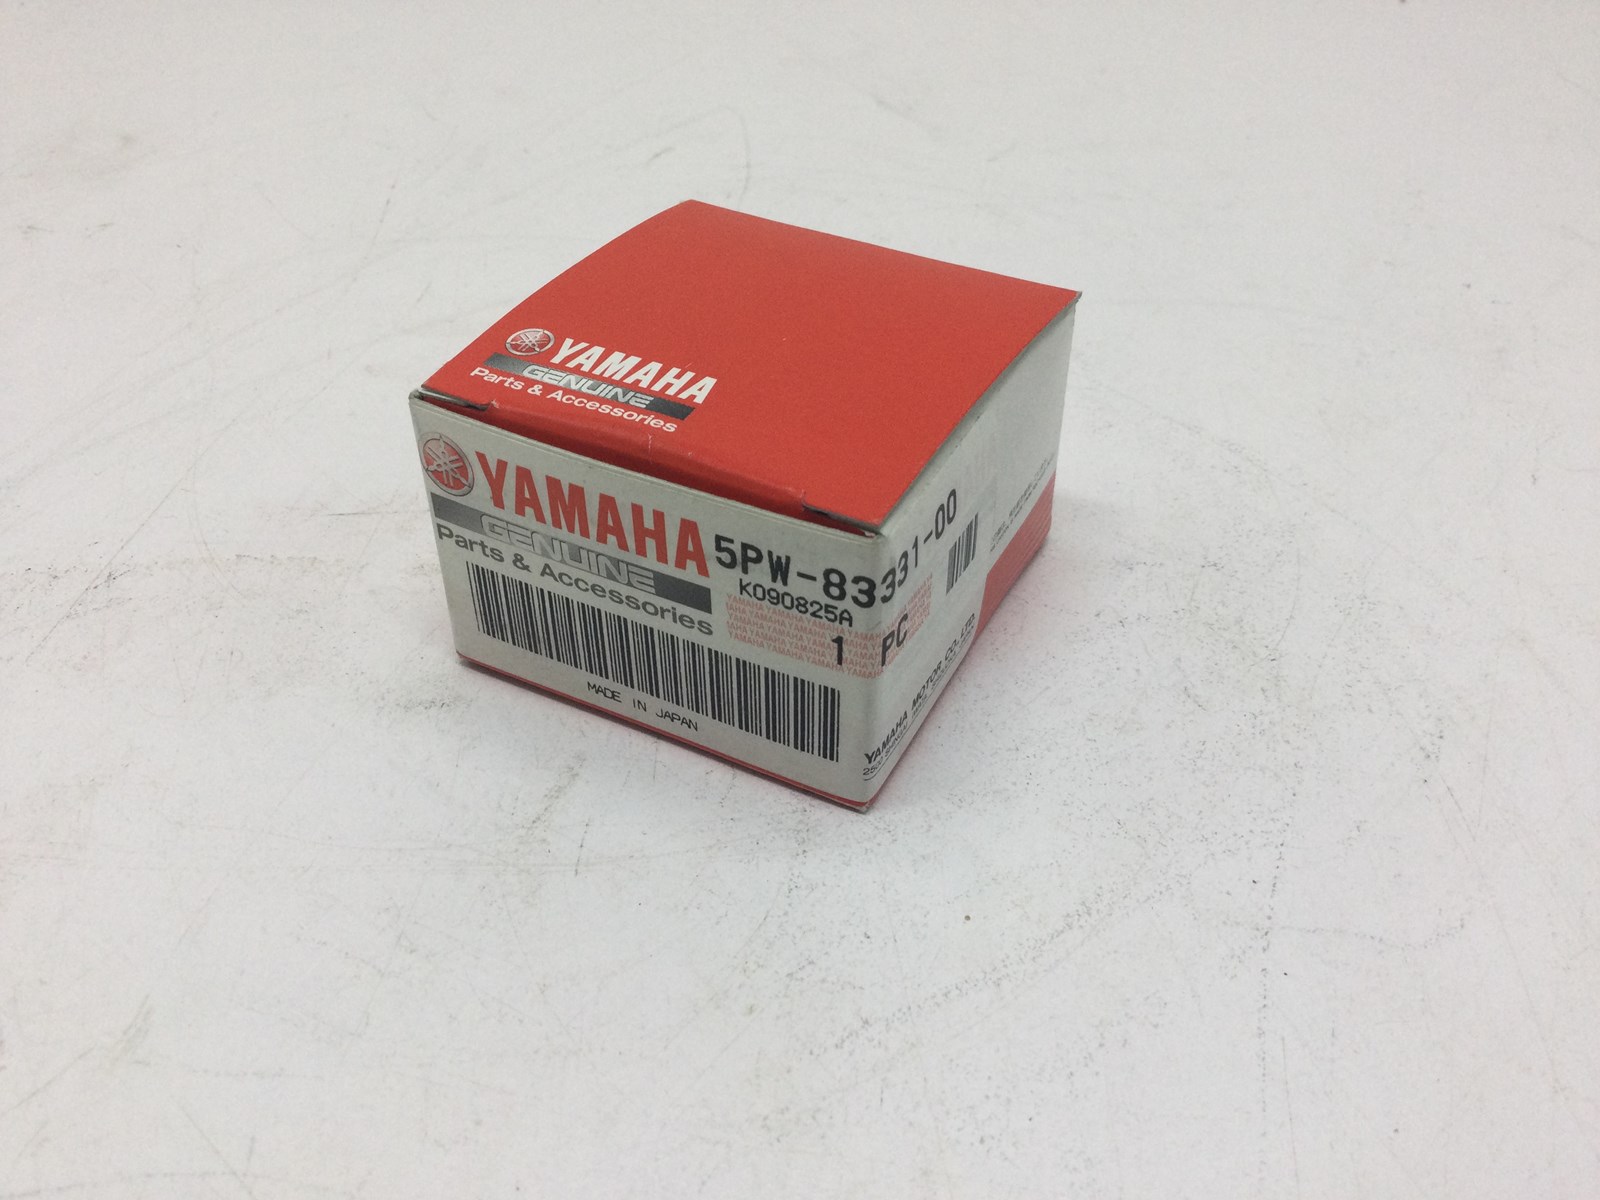 YAMAHA
GENUINE
Parts & Accessories
YAMAHA
GENUINE
Parts & Accessories
5PW-83331-00
K090825A
1 PC
MADE IN JAPAN
YAMAHA MOTOR CO., LTD.